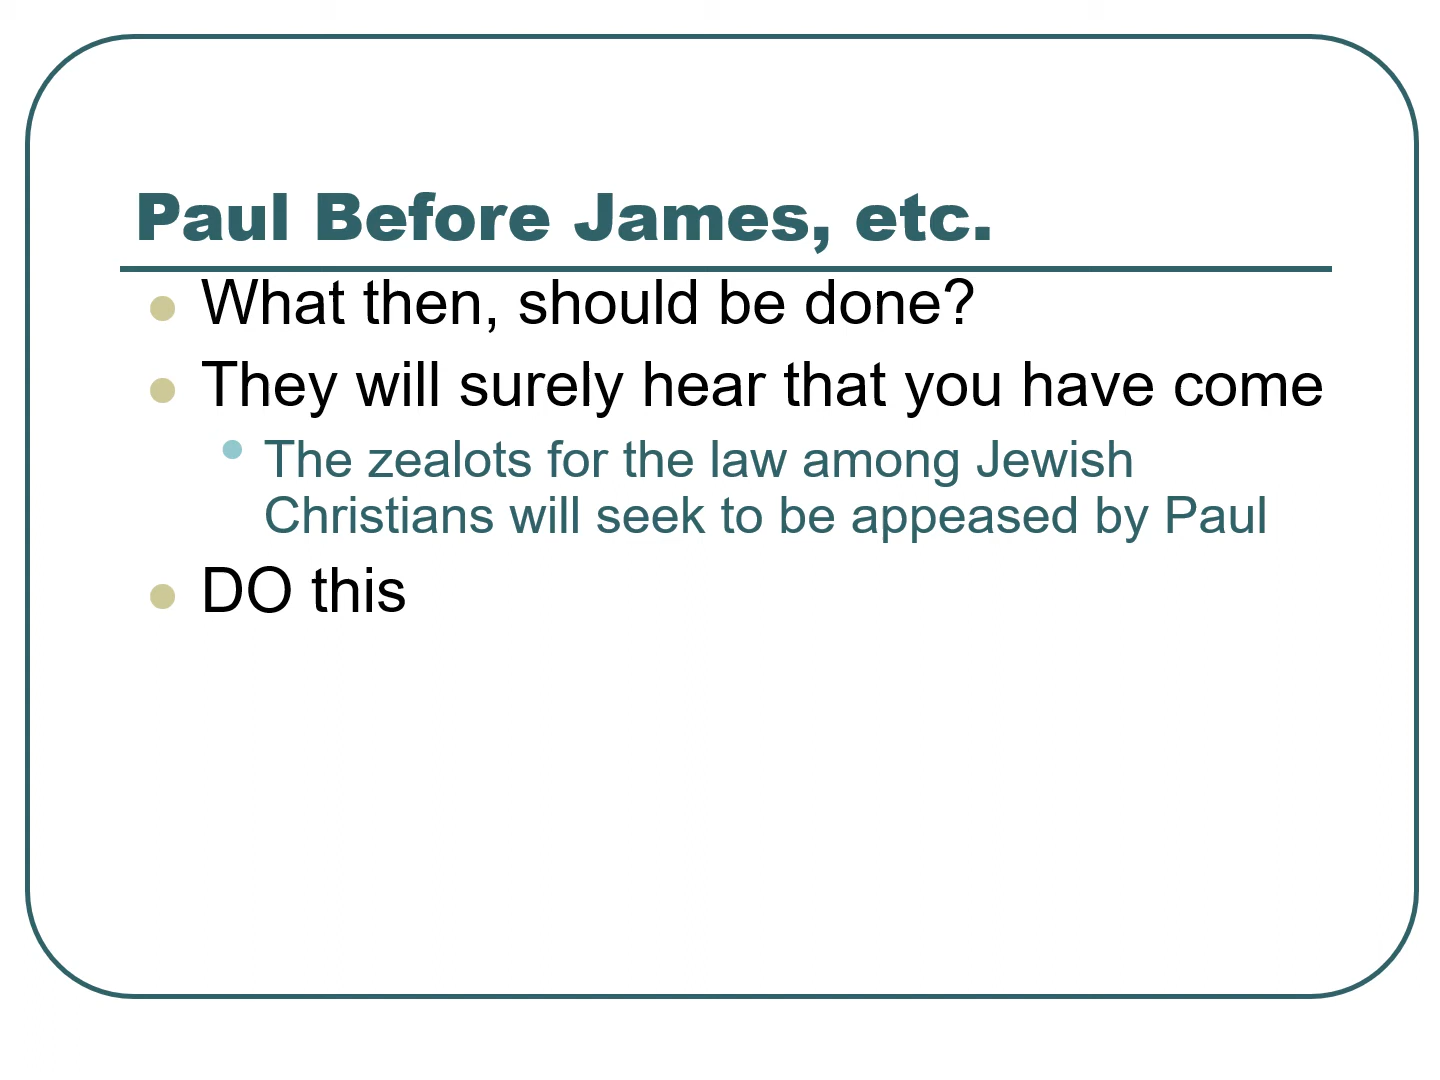 Paul Before James, etc.
What then, should be done?
They will surely hear that you have come
The zealots for the law among Jewish
Christians will seek to be appeased by Paul
DO this